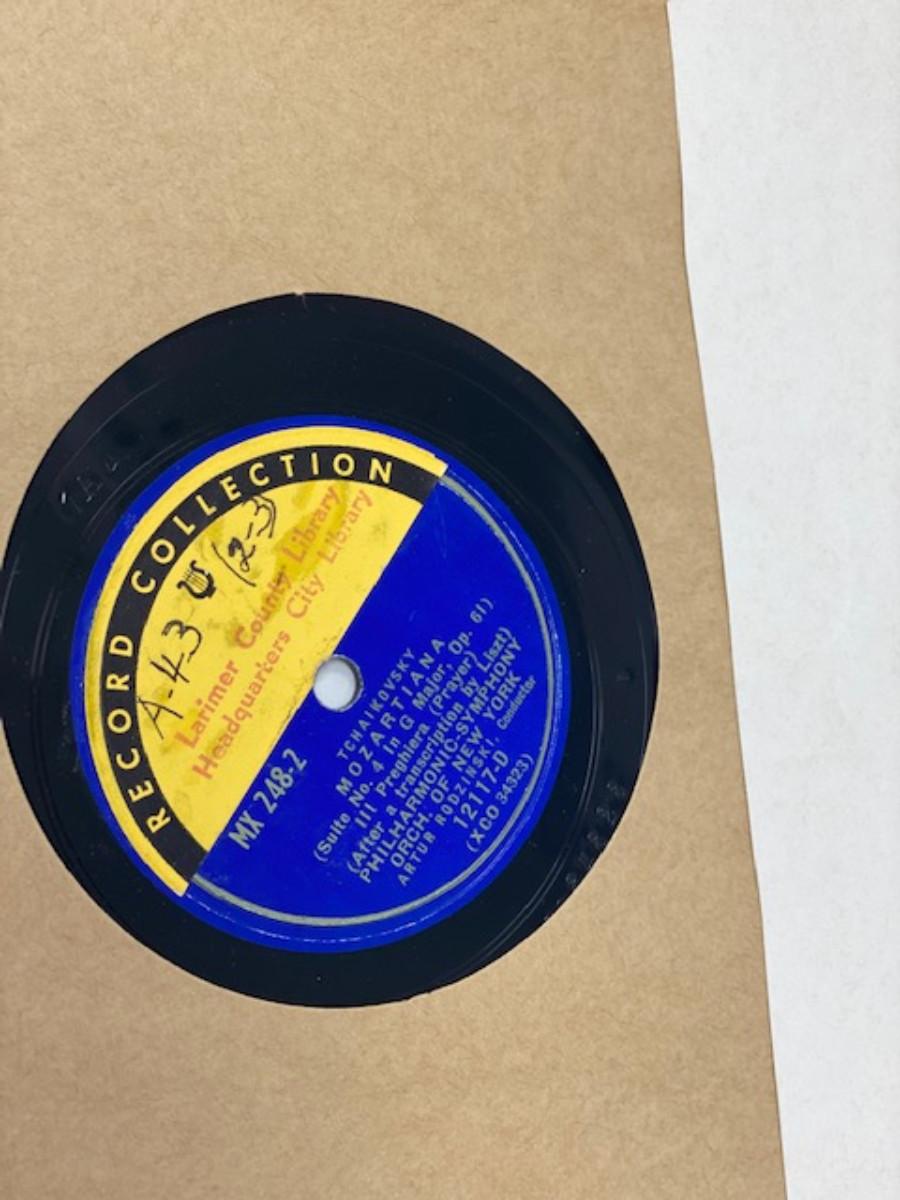 RECORD COLLECTION
A-43
(2-3)
Larimer County Library
Headquarters City Library
MX 248-2
TCHAIKOVSKY
MOZARTIANA
(Suite No. 4 in G Major, Op. 61)
III Preghiera (Prayer)
(After a transcription by Liszt)
PHILHARMONIC-SYMPHONY
ORCH. OF NEW YORK
ARTUR RODZINSKI, Conductor
12117-D
(XCO 34323)